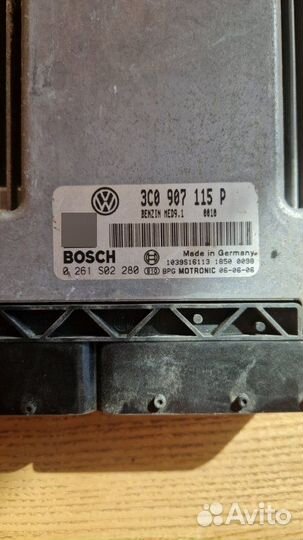 3C0 907 115 P
BENZIN MED9.1 0010
BOSCH
Made in Germany
1039S16113 1850 0098
0 261 S02 280 BPG MOTRONIC 06-06-06
Avito